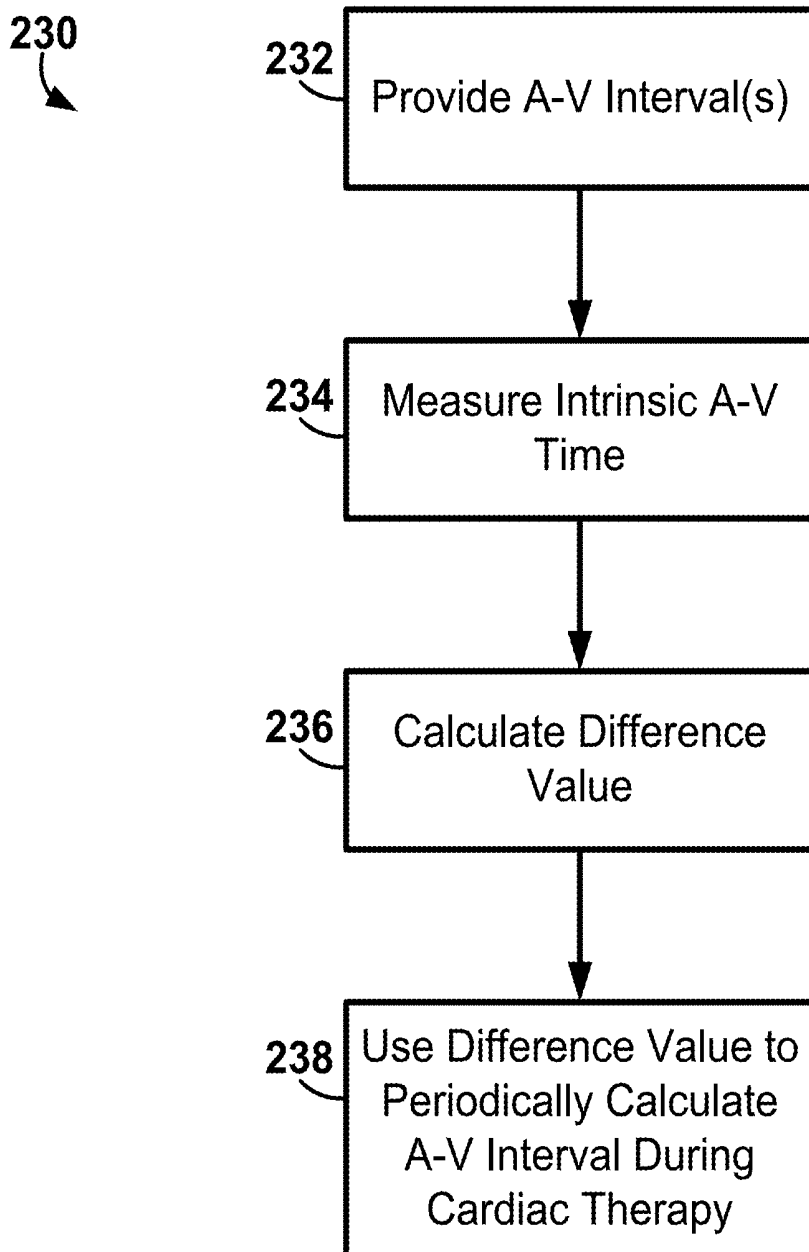 230
232
Provide A-V Interval(s)
234
Measure Intrinsic A-V
Time
236
Calculate Difference
Value
238
Use Difference Value to
Periodically Calculate
A-V Interval During
Cardiac Therapy